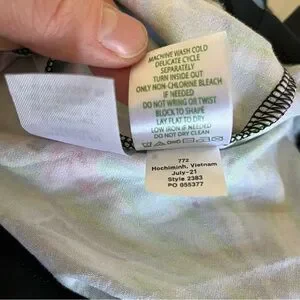 MACHINE WASH COLD
DELICATE CYCLE
SEPARATELY
TURN INSIDE OUT
ONLY NON-CHLORINE BLEACH
IF NEEDED
DO NOT WRING OR TWIST
BLOCK TO SHAPE
LAY FLAT TO DRY
LOW IRON IF NEEDED
DO NOT DRY CLEAN
772
Hochiminh, Vietnam
July-21
Style 2383
PO 055377